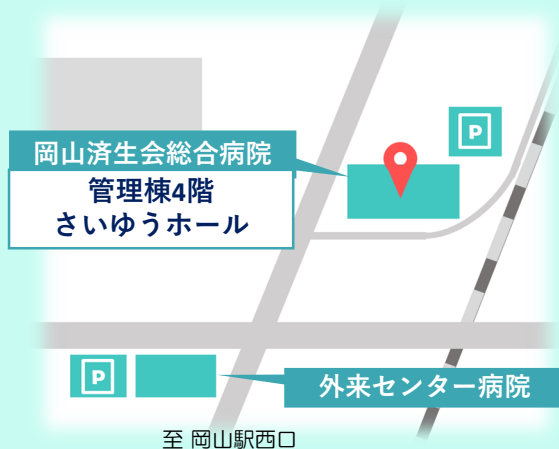 P
岡山済生会総合病院
管理棟4階
さいゆうホール
P
外来センター病院
至 岡山駅西口